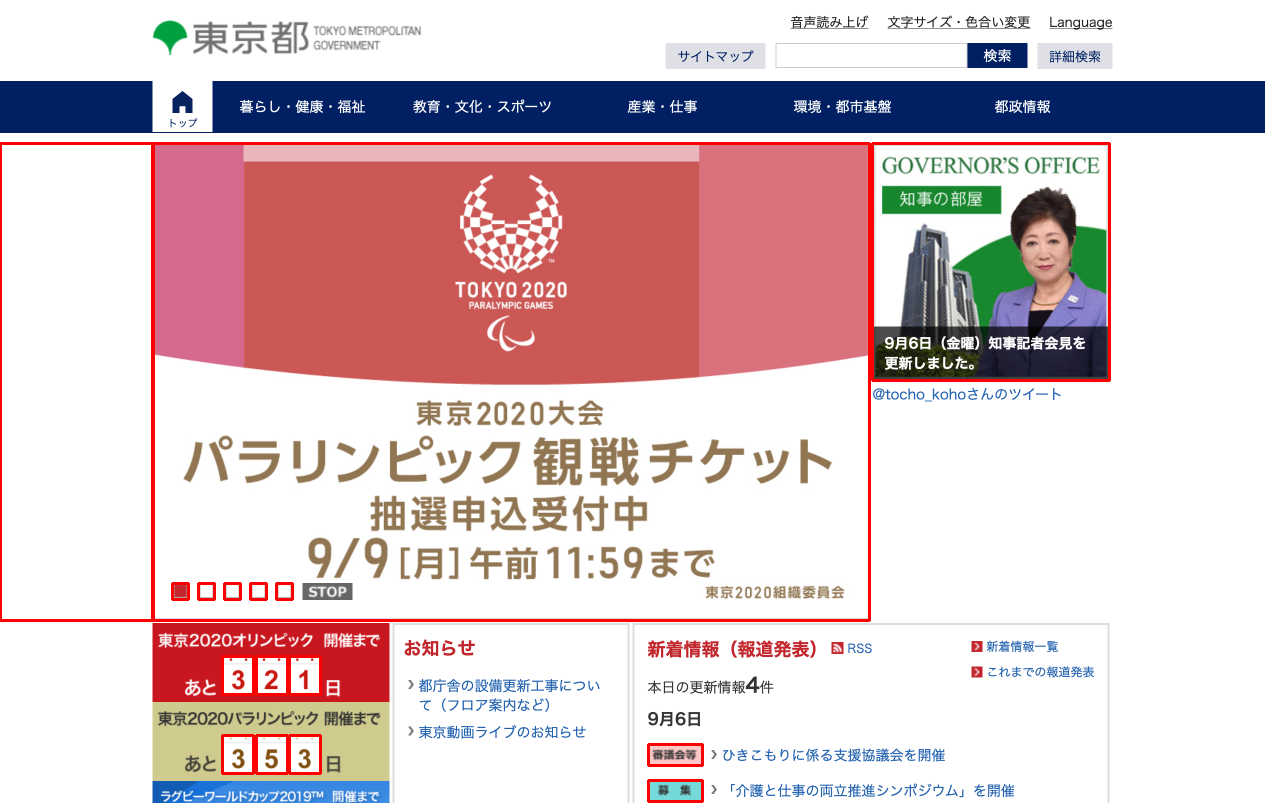 東京都 TOKYO METROPOLITAN GOVERNMENT
音声読み上げ 文字サイズ・色合い変更 Language
サイトマップ 検索 詳細検索
トップ 暮らし・健康・福祉 教育・文化・スポーツ 産業・仕事 環境・都市基盤 都政情報
TOKYO 2020
PARALYMPIC GAMES
東京2020大会
パラリンピック観戦チケット
抽選申込受付中
9/9[月]午前11:59まで
東京2020組織委員会
STOP
GOVERNOR'S OFFICE
知事の部屋
9月6日（金曜）知事記者会見を
更新しました。
@tocho_kohoさんのツイート
東京2020オリンピック 開催まで
あと321日
東京2020パラリンピック 開催まで
あと353日
ラグビーワールドカップ2019™ 開催まで
お知らせ
都庁舎の設備更新工事につい
て（フロア案内など）
東京動画ライブのお知らせ
新着情報（報道発表） RSS
新着情報一覧
これまでの報道発表
本日の更新情報4件
9月6日
審議会等 ひきこもりに係る支援協議会を開催
募集 「介護と仕事の両立推進シンポジウム」を開催